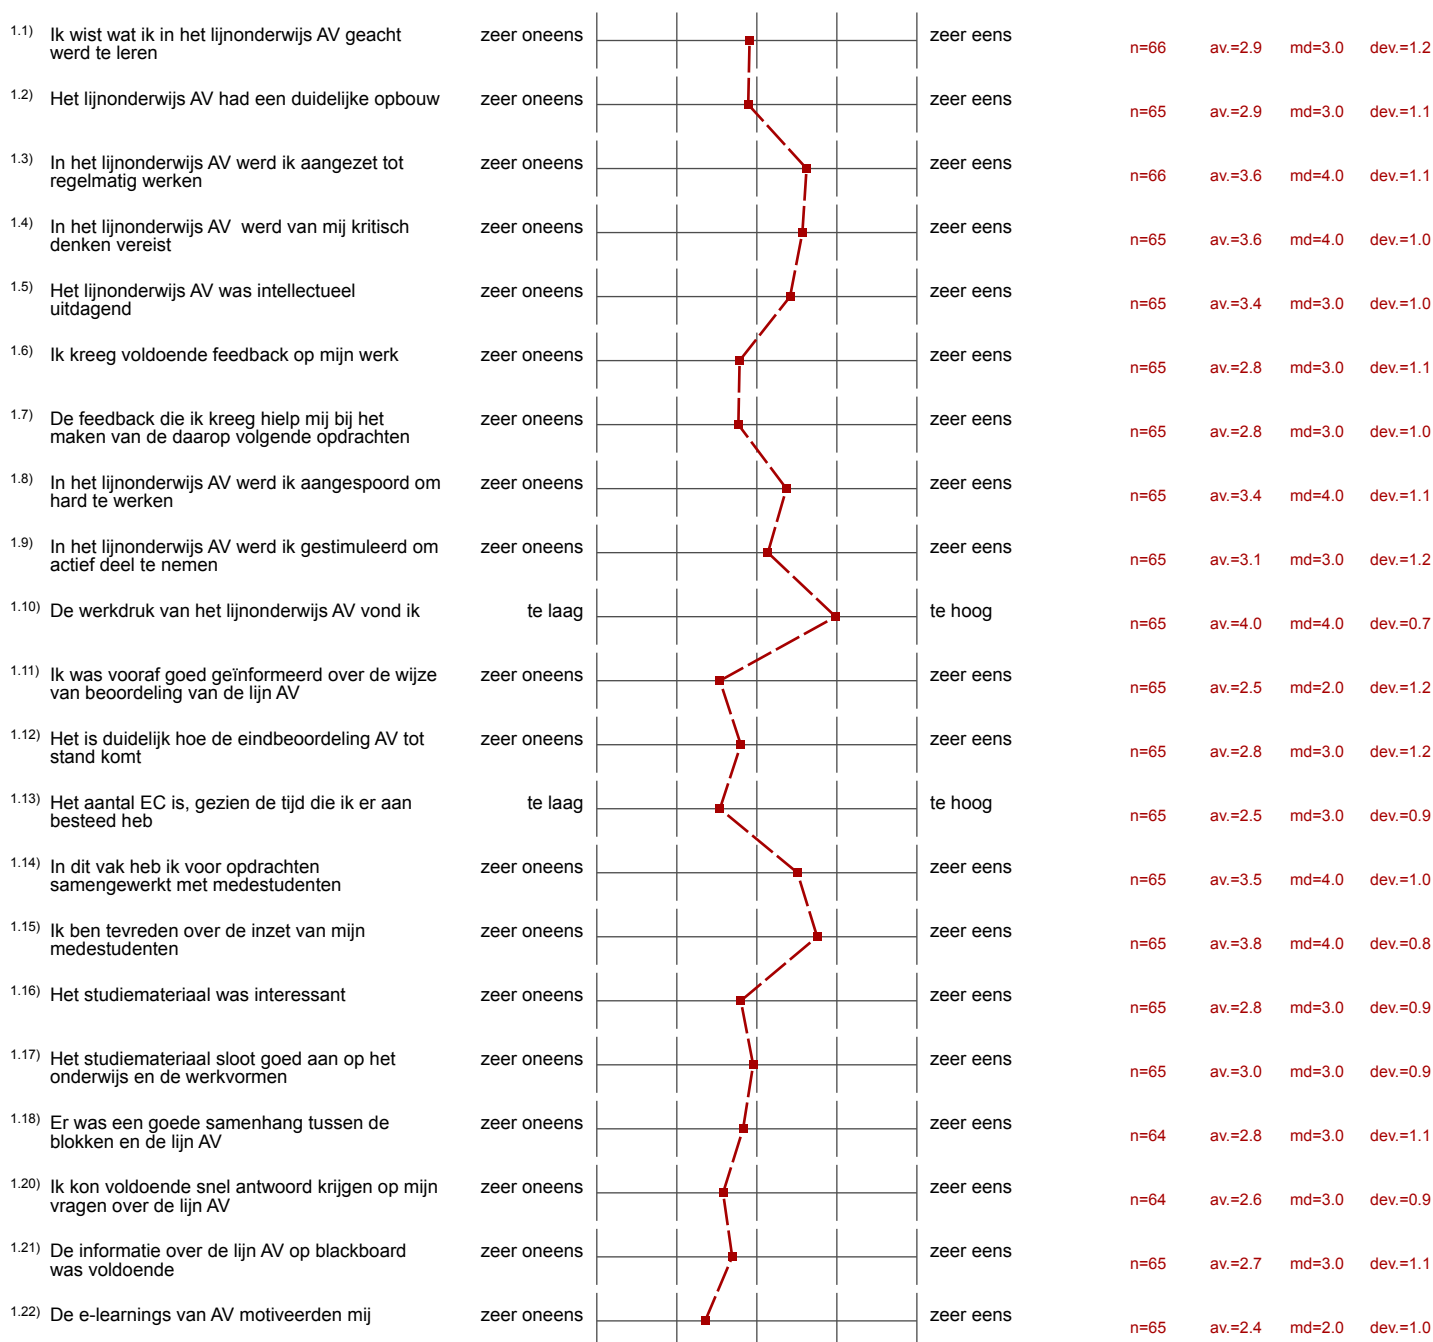 1.1) Ik wist wat ik in het lijnonderwijs AV geacht werd te leren zeer oneens zeer eens n=66 av.=2.9 md=3.0 dev.=1.2
1.2) Het lijnonderwijs AV had een duidelijke opbouw zeer oneens zeer eens n=65 av.=2.9 md=3.0 dev.=1.1
1.3) In het lijnonderwijs AV werd ik aangezet tot regelmatig werken zeer oneens zeer eens n=66 av.=3.6 md=4.0 dev.=1.1
1.4) In het lijnonderwijs AV werd van mij kritisch denken vereist zeer oneens zeer eens n=65 av.=3.6 md=4.0 dev.=1.0
1.5) Het lijnonderwijs AV was intellectueel uitdagend zeer oneens zeer eens n=65 av.=3.4 md=3.0 dev.=1.0
1.6) Ik kreeg voldoende feedback op mijn werk zeer oneens zeer eens n=65 av.=2.8 md=3.0 dev.=1.1
1.7) De feedback die ik kreeg hielp mij bij het maken van de daarop volgende opdrachten zeer oneens zeer eens n=65 av.=2.8 md=3.0 dev.=1.0
1.8) In het lijnonderwijs AV werd ik aangespoord om hard te werken zeer oneens zeer eens n=65 av.=3.4 md=4.0 dev.=1.1
1.9) In het lijnonderwijs AV werd ik gestimuleerd om actief deel te nemen zeer oneens zeer eens n=65 av.=3.1 md=3.0 dev.=1.2
1.10) De werkdruk van het lijnonderwijs AV vond ik te laag te hoog n=65 av.=4.0 md=4.0 dev.=0.7
1.11) Ik was vooraf goed geïnformeerd over de wijze van beoordeling van de lijn AV zeer oneens zeer eens n=65 av.=2.5 md=2.0 dev.=1.2
1.12) Het is duidelijk hoe de eindbeoordeling AV tot stand komt zeer oneens zeer eens n=65 av.=2.8 md=3.0 dev.=1.2
1.13) Het aantal EC is, gezien de tijd die ik er aan besteed heb te laag te hoog n=65 av.=2.5 md=3.0 dev.=0.9
1.14) In dit vak heb ik voor opdrachten samengewerkt met medestudenten zeer oneens zeer eens n=65 av.=3.5 md=4.0 dev.=1.0
1.15) Ik ben tevreden over de inzet van mijn medestudenten zeer oneens zeer eens n=65 av.=3.8 md=4.0 dev.=0.8
1.16) Het studiemateriaal was interessant zeer oneens zeer eens n=65 av.=2.8 md=3.0 dev.=0.9
1.17) Het studiemateriaal sloot goed aan op het onderwijs en de werkvormen zeer oneens zeer eens n=65 av.=3.0 md=3.0 dev.=0.9
1.18) Er was een goede samenhang tussen de blokken en de lijn AV zeer oneens zeer eens n=64 av.=2.8 md=3.0 dev.=1.1
1.20) Ik kon voldoende snel antwoord krijgen op mijn vragen over de lijn AV zeer oneens zeer eens n=64 av.=2.6 md=3.0 dev.=0.9
1.21) De informatie over de lijn AV op blackboard was voldoende zeer oneens zeer eens n=65 av.=2.7 md=3.0 dev.=1.1
1.22) De e-learnings van AV motiveerden mij zeer oneens zeer eens n=65 av.=2.4 md=2.0 dev.=1.0